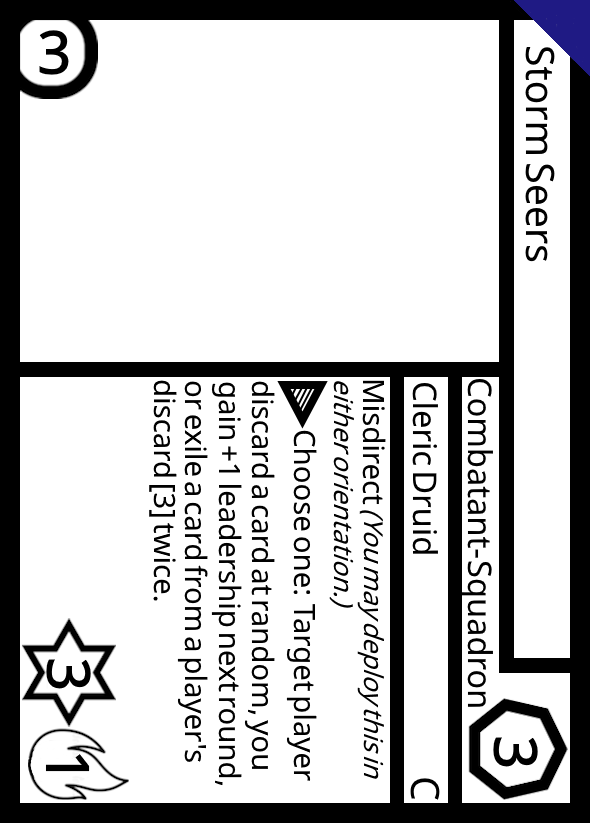 3
Storm Seers
3
Combatant-Squadron
Cleric Druid
C
Misdirect (You may deploy this in
either orientation.)
Choose one: Target player
discard a card at random, you
gain +1 leadership next round,
or exile a card from a player's
discard [3] twice.
3
1